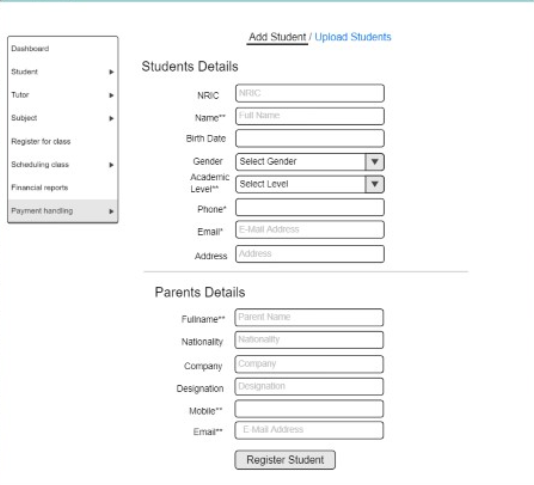 Add Student / Upload Students
Dashboard
Student
Tutor
Subject
Register for class
Scheduling class
Financial reports
Payment handling
Students Details
NRIC NRIC
Name** Full Name
Birth Date
Gender Select Gender
Academic
Level** Select Level
Phone*
Email* E-Mail Address
Address Address
Parents Detais
Fullname** Parent Name
Nationality Nationality
Company Company
Designation Designation
Mobile**
Email** E-Mail Address
Register Student